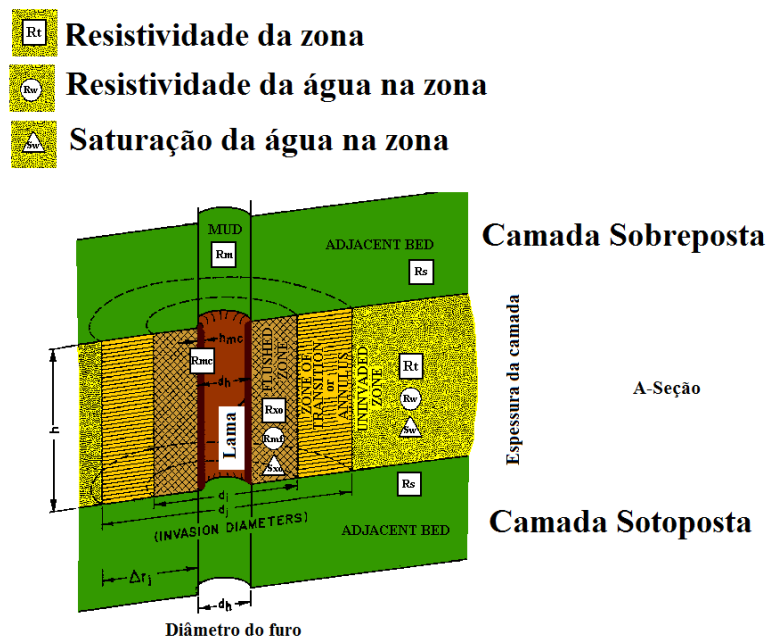 Rt Resistividade da zona
Rw Resistividade da água na zona
Sw Saturação da água na zona
MUD
Rm
ADJACENT BED
Rs
Camada Sobreposta
hmc
Rmc
dh
FLUSHED ZONE
ZONE OF TRANSITION or ANNULUS
UNINVADED ZONE
Rxo
Rmf
Sxo
Lama
Rt
Rw
Sw
h
Espessura da camada
A-Seção
Rs
di
dj
(INVASION DIAMETERS)
ADJACENT BED
Camada Sotoposta
Δrj
dh
Diâmetro do furo